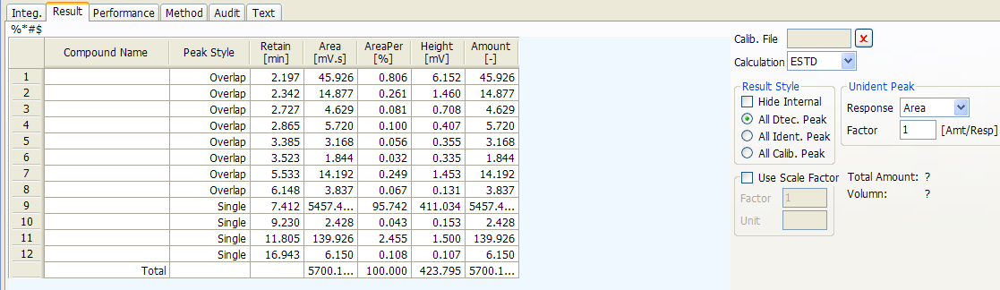 Integ. Result Performance Method Audit Text
%*#$
Compound Name Peak Style Retain [min] Area [mV.s] AreaPer [%] Height [mV] Amount [-]
1 Overlap 2.197 45.926 0.806 6.152 45.926
2 Overlap 2.342 14.877 0.261 1.460 14.877
3 Overlap 2.727 4.629 0.081 0.708 4.629
4 Overlap 2.865 5.720 0.100 0.407 5.720
5 Overlap 3.385 3.168 0.056 0.355 3.168
6 Overlap 3.523 1.844 0.032 0.335 1.844
7 Overlap 5.533 14.192 0.249 1.453 14.192
8 Overlap 6.148 3.837 0.067 0.131 3.837
9 Single 7.412 5457.4... 95.742 411.034 5457.4...
10 Single 9.230 2.428 0.043 0.153 2.428
11 Single 11.805 139.926 2.455 1.500 139.926
12 Single 16.943 6.150 0.108 0.107 6.150
Total 5700.1... 100.000 423.795 5700.1...
Calib. File
Calculation ESTD
Result Style
Hide Internal
All Dtec. Peak
All Ident. Peak
All Calib. Peak
Unident Peak
Response Area
Factor 1 [Amt/Resp]
Use Scale Factor
Factor 1
Unit
Total Amount: ?
Volumn: ?